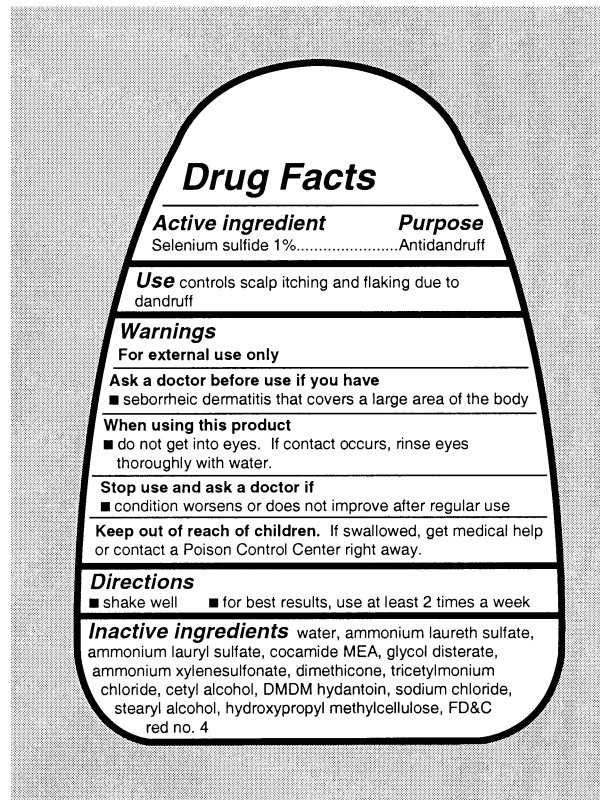 Drug Facts
Active ingredient Purpose
Selenium sulfide 1%.......................Antidandruff
Use controls scalp itching and flaking due to
dandruff
Warnings
For external use only
Ask a doctor before use if you have
■ seborrheic dermatitis that covers a large area of the body
When using this product
■ do not get into eyes. If contact occurs, rinse eyes
thoroughly with water.
Stop use and ask a doctor if
■ condition worsens or does not improve after regular use
Keep out of reach of children. If swallowed, get medical help
or contact a Poison Control Center right away.
Directions
■ shake well ■ for best results, use at least 2 times a week
Inactive ingredients water, ammonium laureth sulfate,
ammonium lauryl sulfate, cocamide MEA, glycol disterate,
ammonium xylenesulfonate, dimethicone, tricetylmonium
chloride, cetyl alcohol, DMDM hydantoin, sodium chloride,
stearyl alcohol, hydroxypropyl methylcellulose, FD&C
red no. 4